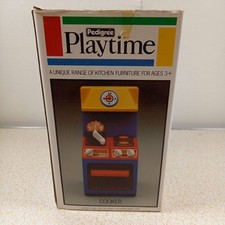 Pedigree
Playtime
A UNIQUE RANGE OF KITCHEN FURNITURE FOR AGES 3+
COOKER